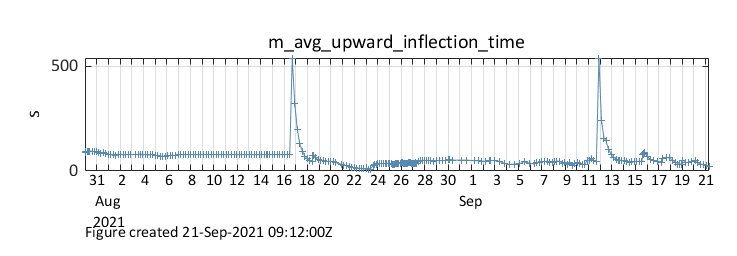 m_avg_upward_inflection_time
500
s
0
31 2 4 6 8 10 12 14 16 18 20 22 24 26 28 30 1 3 5 7 9 11 13 15 17 19 21
Aug Sep
2021
Figure created 21-Sep-2021 09:12:00Z